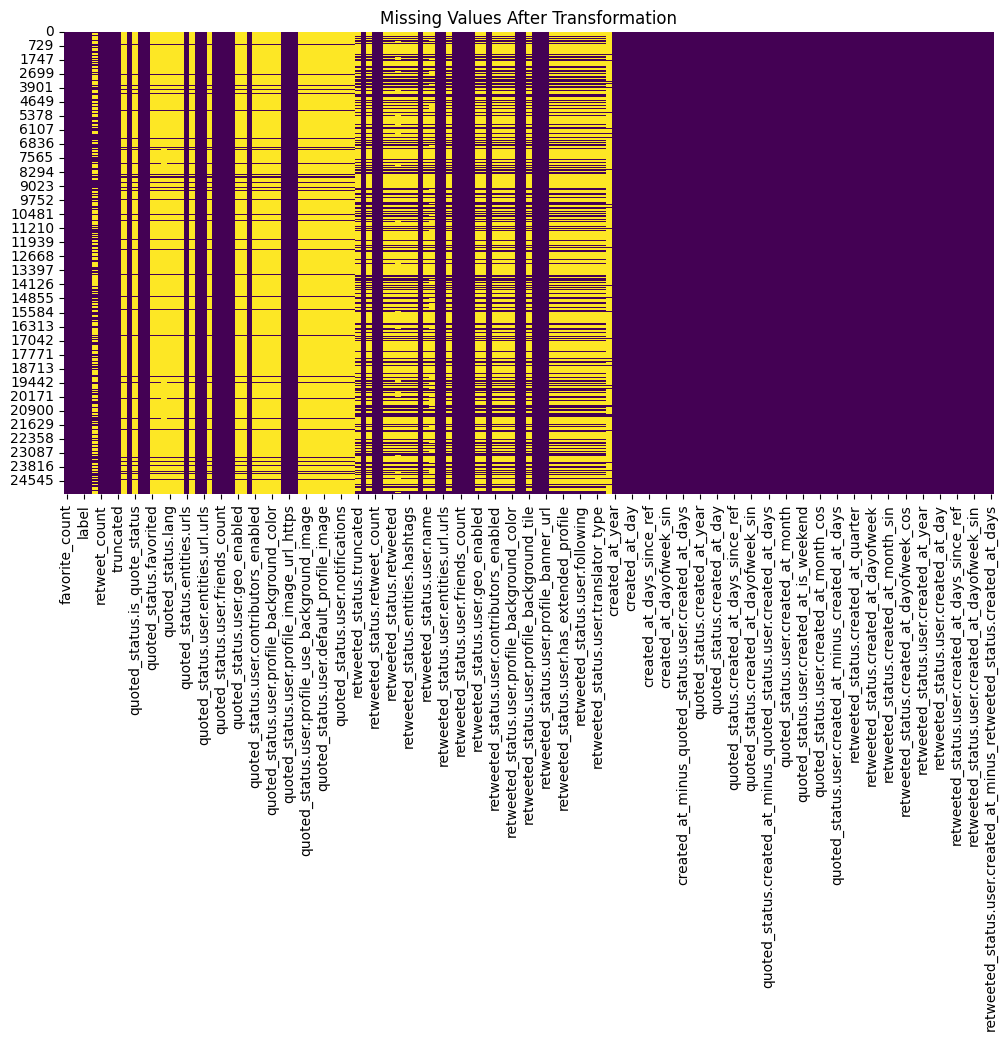 Missing Values After Transformation
0
729
1747
2699
3901
4649
5378
6107
6836
7565
8294
9023
9752
10481
11210
11939
12668
13397
14126
14855
15584
16313
17042
17771
18713
19442
20171
20900
21629
22358
23087
23816
24545
favorite_count
label
retweet_count
truncated
quoted_status.is_quote_status
quoted_status.favorited
quoted_status.lang
quoted_status.entities.urls
quoted_status.user.entities.url.urls
quoted_status.user.friends_count
quoted_status.user.geo_enabled
quoted_status.user.contributors_enabled
quoted_status.user.profile_background_color
quoted_status.user.profile_image_url_https
quoted_status.user.profile_use_background_image
quoted_status.user.default_profile_image
quoted_status.user.notifications
retweeted_status.truncated
retweeted_status.retweet_count
retweeted_status.retweeted
retweeted_status.entities.hashtags
retweeted_status.user.name
retweeted_status.user.entities.url.urls
retweeted_status.user.friends_count
retweeted_status.user.geo_enabled
retweeted_status.user.contributors_enabled
retweeted_status.user.profile_background_color
retweeted_status.user.profile_background_tile
retweeted_status.user.profile_banner_url
retweeted_status.user.has_extended_profile
retweeted_status.user.following
retweeted_status.user.translator_type
created_at_year
created_at_day
created_at_days_since_ref
created_at_dayofweek_sin
created_at_minus_quoted_status.user.created_at_days
quoted_status.created_at_year
quoted_status.created_at_day
quoted_status.created_at_days_since_ref
quoted_status.created_at_dayofweek_sin
quoted_status.created_at_minus_quoted_status.user.created_at_days
quoted_status.user.created_at_month
quoted_status.user.created_at_is_weekend
quoted_status.user.created_at_month_cos
quoted_status.user.created_at_minus_created_at_days
retweeted_status.created_at_quarter
retweeted_status.created_at_dayofweek
retweeted_status.created_at_month_sin
retweeted_status.created_at_dayofweek_cos
retweeted_status.user.created_at_year
retweeted_status.user.created_at_day
retweeted_status.user.created_at_days_since_ref
retweeted_status.user.created_at_dayofweek_sin
retweeted_status.user.created_at_minus_retweeted_status.created_at_days